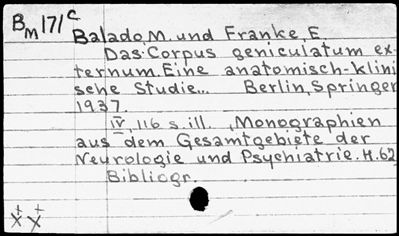 Bm 171 c
Balado, M. und Franke, E.
Das Corpus geniculatum ex-
ternum. Eine anatomisch-klini
sche Studie... Berlin, Springer
1937.
IV, 116 s. ill., Monographien
aus dem Gesamtgebiete der
Neurologie und Psychiatrie. H. 62
Bibliogr.